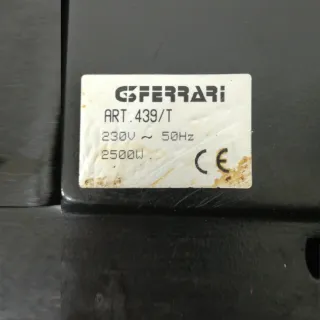 G3FERRARI
ART.439/T
230V ~ 50Hz
2500W
CE